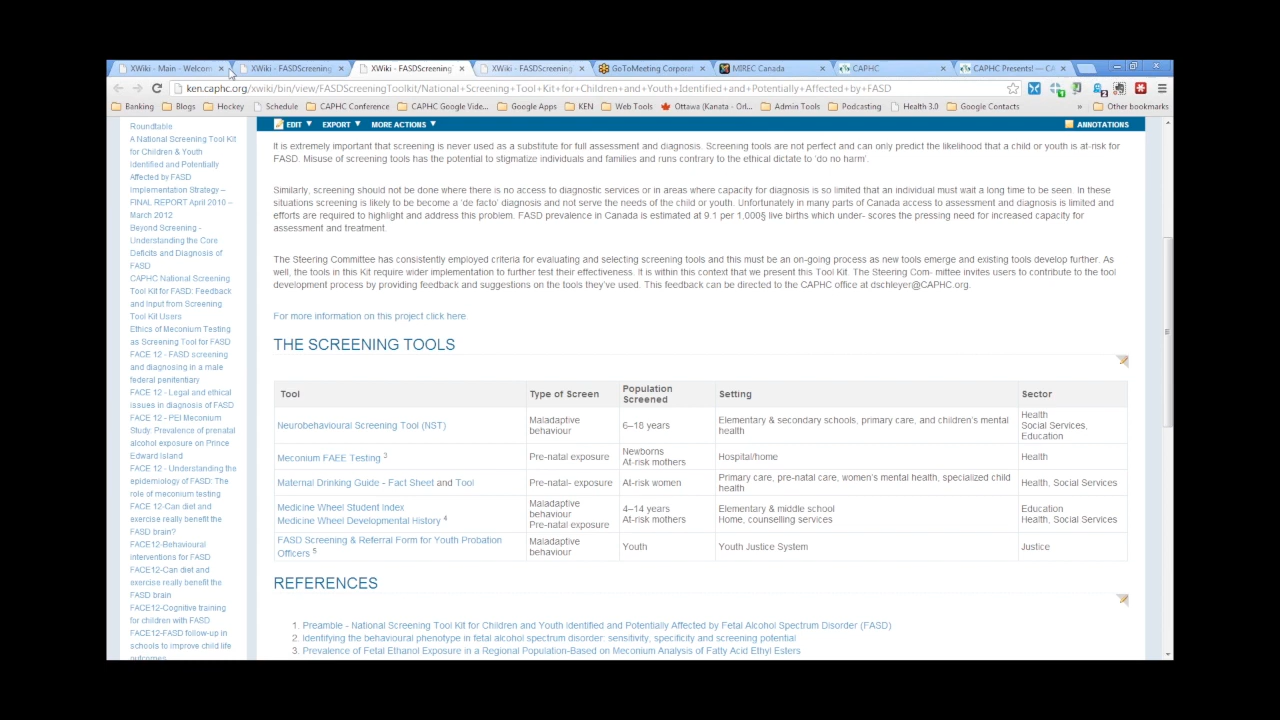 XWiki - Main - Welcom
XWiki - FASDScreening
XWiki - FASDScreening
XWiki - FASDScreening
GoToMeeting Corporat
MIREC Canada
CAPHC
CAPHC Presents! — CA
ken.caphc.org/xwiki/bin/view/FASDScreeningToolkit/National+Screening+Tool+Kit+for+Children+and+Youth+Identified+and+Potentially+Affected+by+FASD
Banking
Blogs
Hockey
Schedule
CAPHC Conference
CAPHC Google Vide...
Google Apps
KEN
Web Tools
Ottawa (Kanata - Orl...
Admin Tools
Podcasting
Health 3.0
Google Contacts
»
Other bookmarks
Roundtable
A National Screening Tool Kit
for Children & Youth
Identified and Potentially
Affected by FASD
Implementation Strategy –
FINAL REPORT April 2010 –
March 2012
Beyond Screening -
Understanding the Core
Deficits and Diagnosis of
FASD
CAPHC National Screening
Tool Kit for FASD: Feedback
and Input from Screening
Tool Kit Users
Ethics of Meconium Testing
as Screening Tool for FASD
FACE 12 - FASD screening
and diagnosing in a male
federal penitentiary
FACE 12 - Legal and ethical
issues in diagnosis of FASD
FACE 12 - PEI Meconium
Study: Prevalence of prenatal
alcohol exposure on Prince
Edward Island
FACE 12 - Understanding the
epidemiology of FASD: The
role of meconium testing
FACE 12-Can diet and
exercise really benefit the
FASD brain?
FACE12-Behavioural
interventions for FASD
FACE12-Can diet and
exercise really benefit the
FASD brain
FACE12-Cognitive training
for children with FASD
FACE12-FASD follow-up in
schools to improve child life
outcomes
EDIT
EXPORT
MORE ACTIONS
ANNOTATIONS
It is extremely important that screening is never used as a substitute for full assessment and diagnosis. Screening tools are not perfect and can only predict the likelihood that a child or youth is at-risk for
FASD. Misuse of screening tools has the potential to stigmatize individuals and families and runs contrary to the ethical dictate to 'do no harm'.
Similarly, screening should not be done where there is no access to diagnostic services or in areas where capacity for diagnosis is so limited that an individual must wait a long time to be seen. In these
situations screening is likely to become a 'de facto' diagnosis and not serve the needs of the child or youth. Unfortunately in many parts of Canada access to assessment and diagnosis is limited and
efforts are required to highlight and address this problem. FASD prevalence in Canada is estimated at 9.1 per 1,000§ live births which under- scores the pressing need for increased capacity for
assessment and treatment.
The Steering Committee has consistently employed criteria for evaluating and selecting screening tools and this must be an on-going process as new tools emerge and existing tools develop further. As
well, the tools in this Kit require wider implementation to further test their effectiveness. It is within this context that we present this Tool Kit. The Steering Com- mittee invites users to contribute to the tool
development process by providing feedback and suggestions on the tools they've used. This feedback can be directed to the CAPHC office at dschleyer@CAPHC.org.
For more information on this project click here.
THE SCREENING TOOLS
Tool
Type of Screen
Population
Screened
Setting
Sector
Neurobehavioural Screening Tool (NST)
Maladaptive
behaviour
6–18 years
Elementary & secondary schools, primary care, and children's mental
health
Health
Social Services,
Education
Meconium FAEE Testing 3
Pre-natal exposure
Newborns
At-risk mothers
Hospital/home
Health
Maternal Drinking Guide - Fact Sheet and Tool
Pre-natal- exposure
At-risk women
Primary care, pre-natal care, women's mental health, specialized child
health
Health, Social Services
Medicine Wheel Student Index
Medicine Wheel Developmental History 4
Maladaptive
behaviour
Pre-natal exposure
4–14 years
At-risk mothers
Elementary & middle school
Home, counselling services
Education
Health, Social Services
FASD Screening & Referral Form for Youth Probation
Officers 5
Maladaptive
behaviour
Youth
Youth Justice System
Justice
REFERENCES
1. Preamble - National Screening Tool Kit for Children and Youth Identified and Potentially Affected by Fetal Alcohol Spectrum Disorder (FASD)
2. Identifying the behavioural phenotype in fetal alcohol spectrum disorder: sensitivity, specificity and screening potential
3. Prevalence of Fetal Ethanol Exposure in a Regional Population-Based on Meconium Analysis of Fatty Acid Ethyl Esters